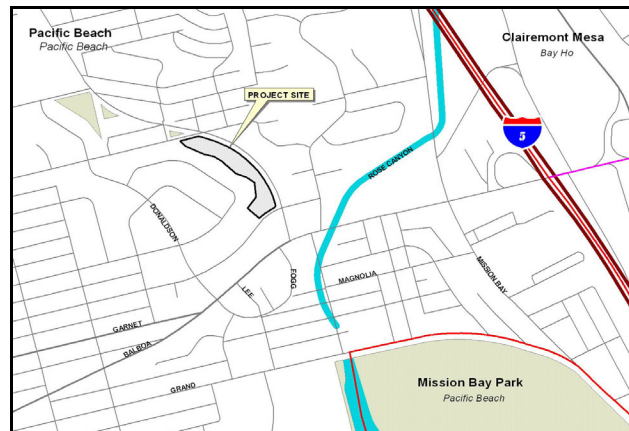 Pacific Beach
Pacific Beach
Clairemont Mesa
Bay Ho
PROJECT SITE
5
ROSE CANYON
DONALDSON
MISSION BAY
FOGG
MAGNOLIA
LEE
GARNET
BALBOA
GRAND
Mission Bay Park
Pacific Beach